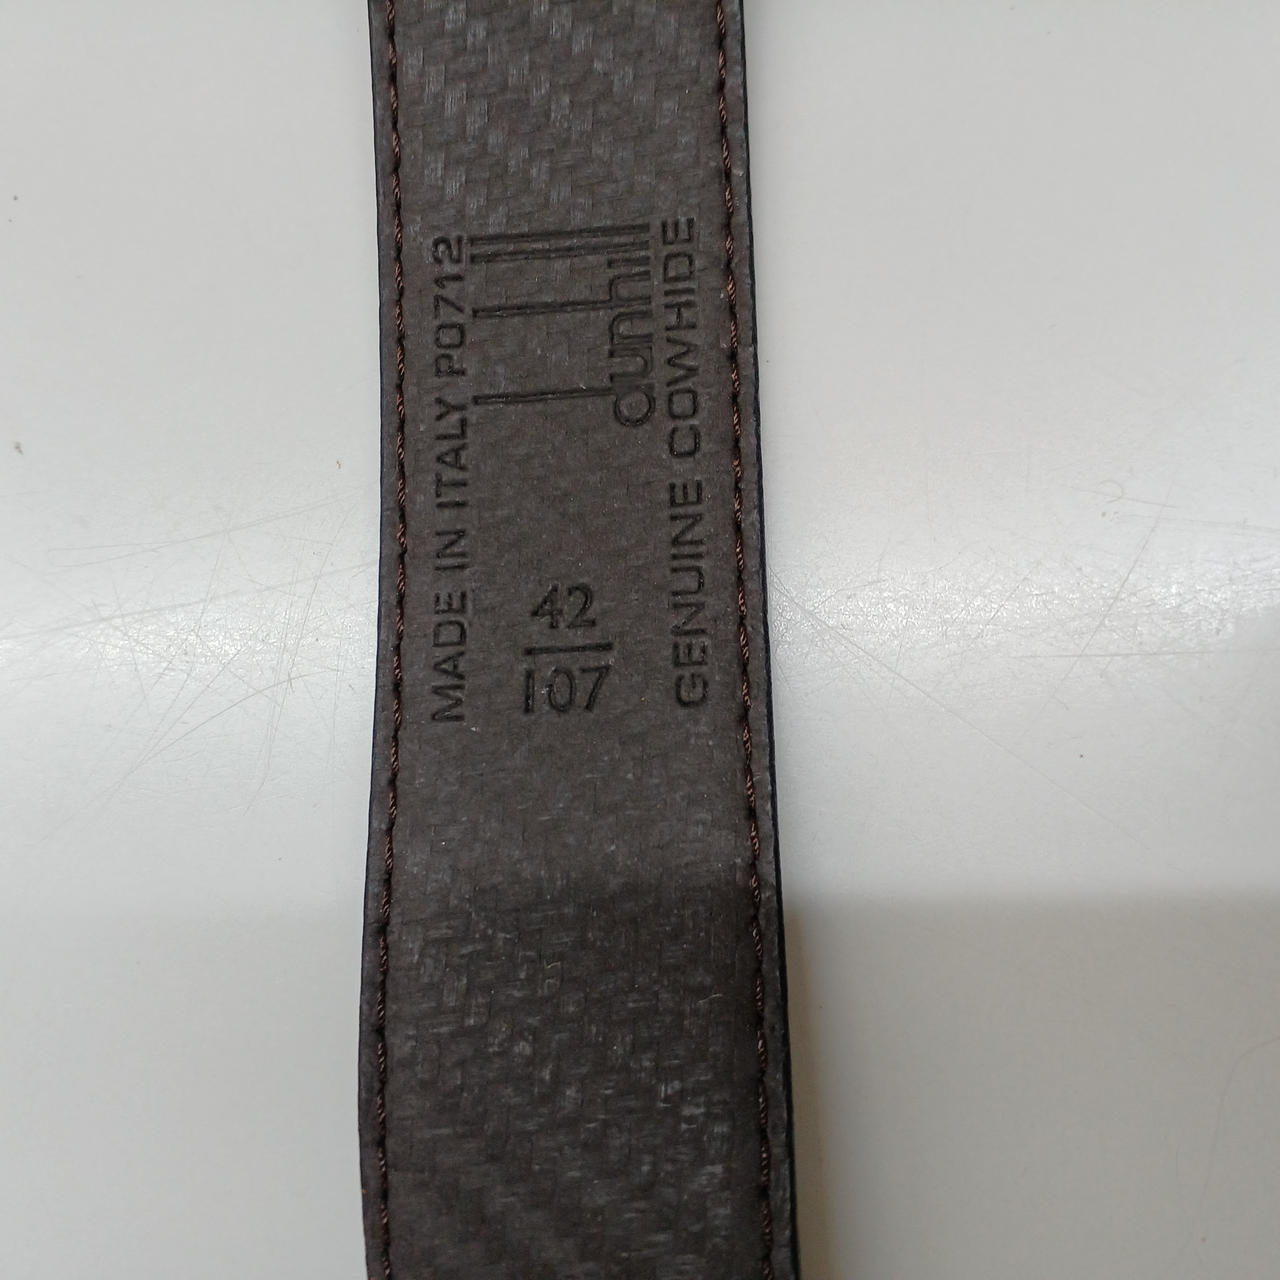 MADE IN ITALY P0712
dunhill
GENUINE COWHIDE
42
107